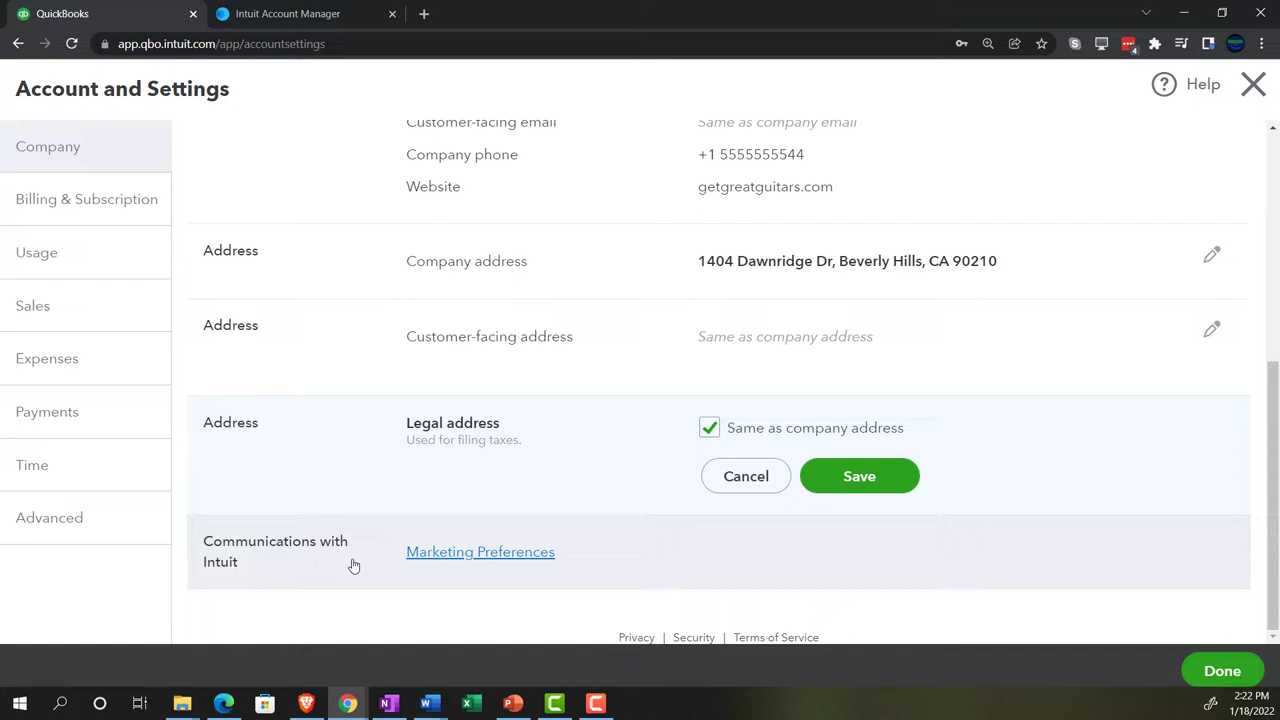 qb QuickBooks
Intuit Account Manager
app.qbo.intuit.com/app/accountsettings
4
Account and Settings
? Help
Company
Billing & Subscription
Usage
Sales
Expenses
Payments
Time
Advanced
Customer-facing email Same as company email
Company phone +1 5555555544
Website getgreatguitars.com
Address Company address 1404 Dawnridge Dr, Beverly Hills, CA 90210
Address Customer-facing address Same as company address
Address Legal address Same as company address
Used for filing taxes.
Cancel Save
Communications with Intuit Marketing Preferences
Privacy | Security | Terms of Service
Done
2:22 PM
1/18/2022